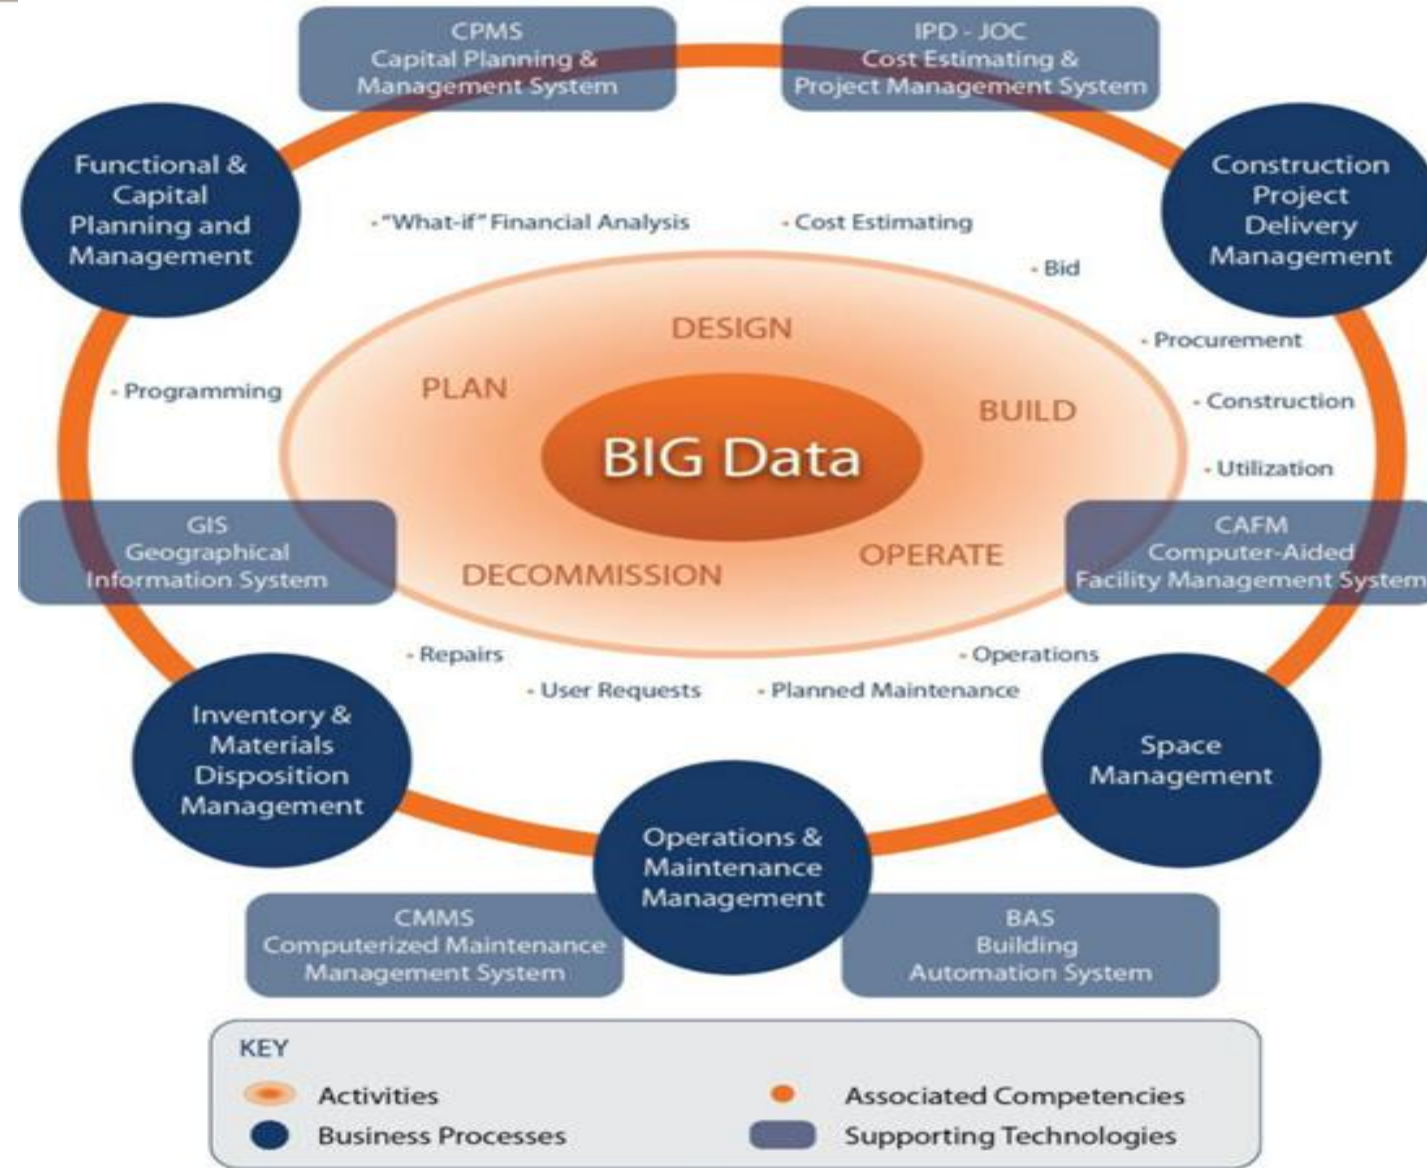 CPMS
Capital Planning &
Management System
IPD - JOC
Cost Estimating &
Project Management System
Functional &
Capital
Planning and
Management
Construction
Project
Delivery
Management
• "What-if" Financial Analysis
• Cost Estimating
• Bid
• Procurement
• Construction
• Utilization
• Programming
DESIGN
PLAN
BUILD
BIG Data
OPERATE
DECOMMISSION
GIS
Geographical
Information System
CAFM
Computer-Aided
Facility Management System
• Repairs
• User Requests
• Planned Maintenance
• Operations
Inventory &
Materials
Disposition
Management
Space
Management
Operations &
Maintenance
Management
CMMS
Computerized Maintenance
Management System
BAS
Building
Automation System
KEY
Activities
Associated Competencies
Business Processes
Supporting Technologies